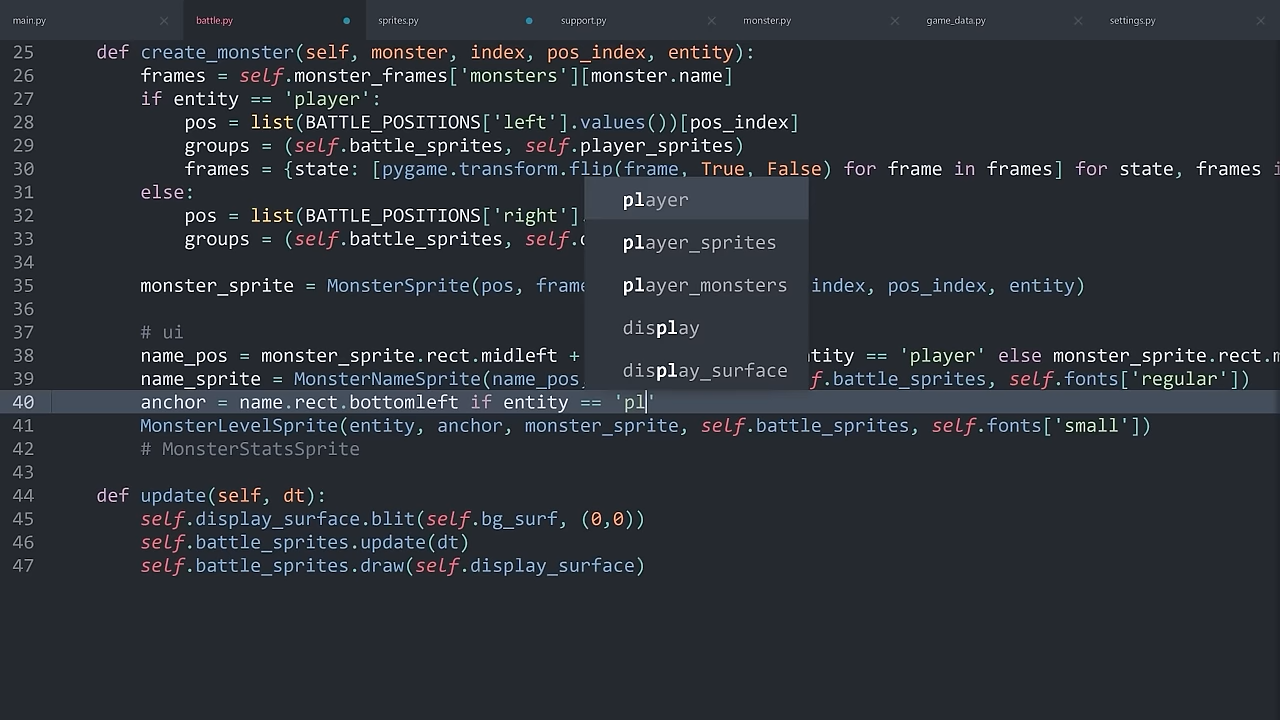 main.py battle.py sprites.py support.py monster.py game_data.py settings.py
25 def create_monster(self, monster, index, pos_index, entity):
26 frames = self.monster_frames['monsters'][monster.name]
27 if entity == 'player':
28 pos = list(BATTLE_POSITIONS['left'].values())[pos_index]
29 groups = (self.battle_sprites, self.player_sprites)
30 frames = {state: [pygame.transform.flip(frame, True, False) for frame in frames] for state, frames i
31 else:
32 pos = list(BATTLE_POSITIONS['right'].
33 groups = (self.battle_sprites, self.
34
35 monster_sprite = MonsterSprite(pos, frame index, pos_index, entity)
36
37 # ui
38 name_pos = monster_sprite.rect.midleft + tity == 'player' else monster_sprite.rect.m
39 name_sprite = MonsterNameSprite(name_pos, f.battle_sprites, self.fonts['regular'])
40 anchor = name.rect.bottomleft if entity == 'pl'
41 MonsterLevelSprite(entity, anchor, monster_sprite, self.battle_sprites, self.fonts['small'])
42 # MonsterStatsSprite
43
44 def update(self, dt):
45 self.display_surface.blit(self.bg_surf, (0,0))
46 self.battle_sprites.update(dt)
47 self.battle_sprites.draw(self.display_surface)
player
player_sprites
player_monsters
display
display_surface